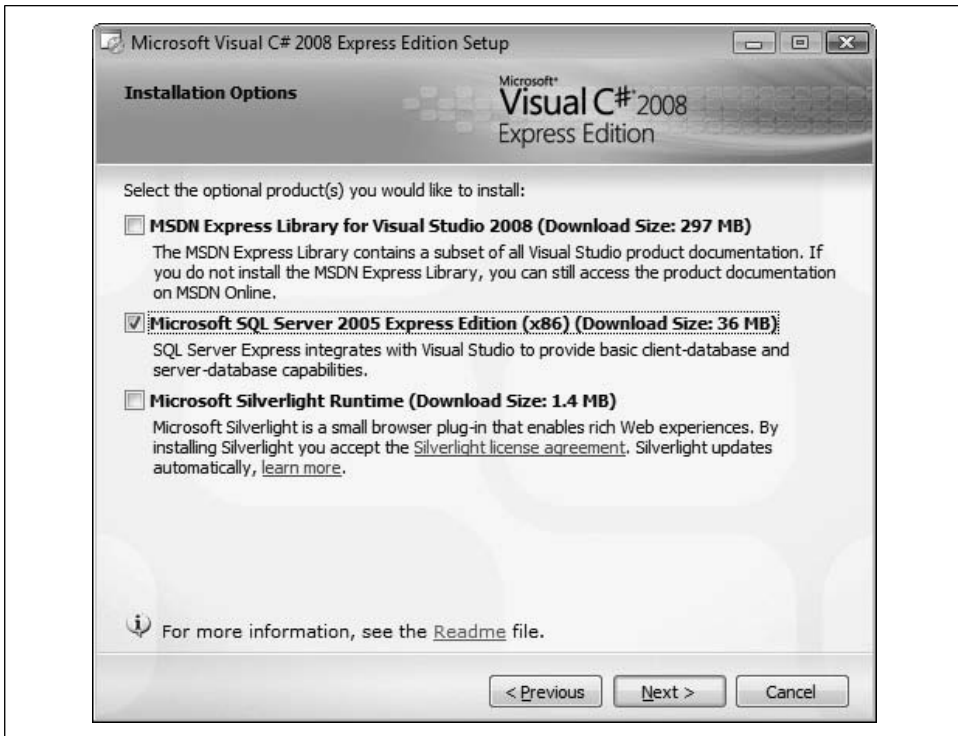 Microsoft Visual C# 2008 Express Edition Setup
Installation Options
Microsoft®
Visual C#® 2008
Express Edition
Select the optional product(s) you would like to install:
MSDN Express Library for Visual Studio 2008 (Download Size: 297 MB)
The MSDN Express Library contains a subset of all Visual Studio product documentation. If
you do not install the MSDN Express Library, you can still access the product documentation
on MSDN Online.
Microsoft SQL Server 2005 Express Edition (x86) (Download Size: 36 MB)
SQL Server Express integrates with Visual Studio to provide basic client-database and
server-database capabilities.
Microsoft Silverlight Runtime (Download Size: 1.4 MB)
Microsoft Silverlight is a small browser plug-in that enables rich Web experiences. By
installing Silverlight you accept the Silverlight license agreement. Silverlight updates
automatically, learn more.
For more information, see the Readme file.
< Previous
Next >
Cancel